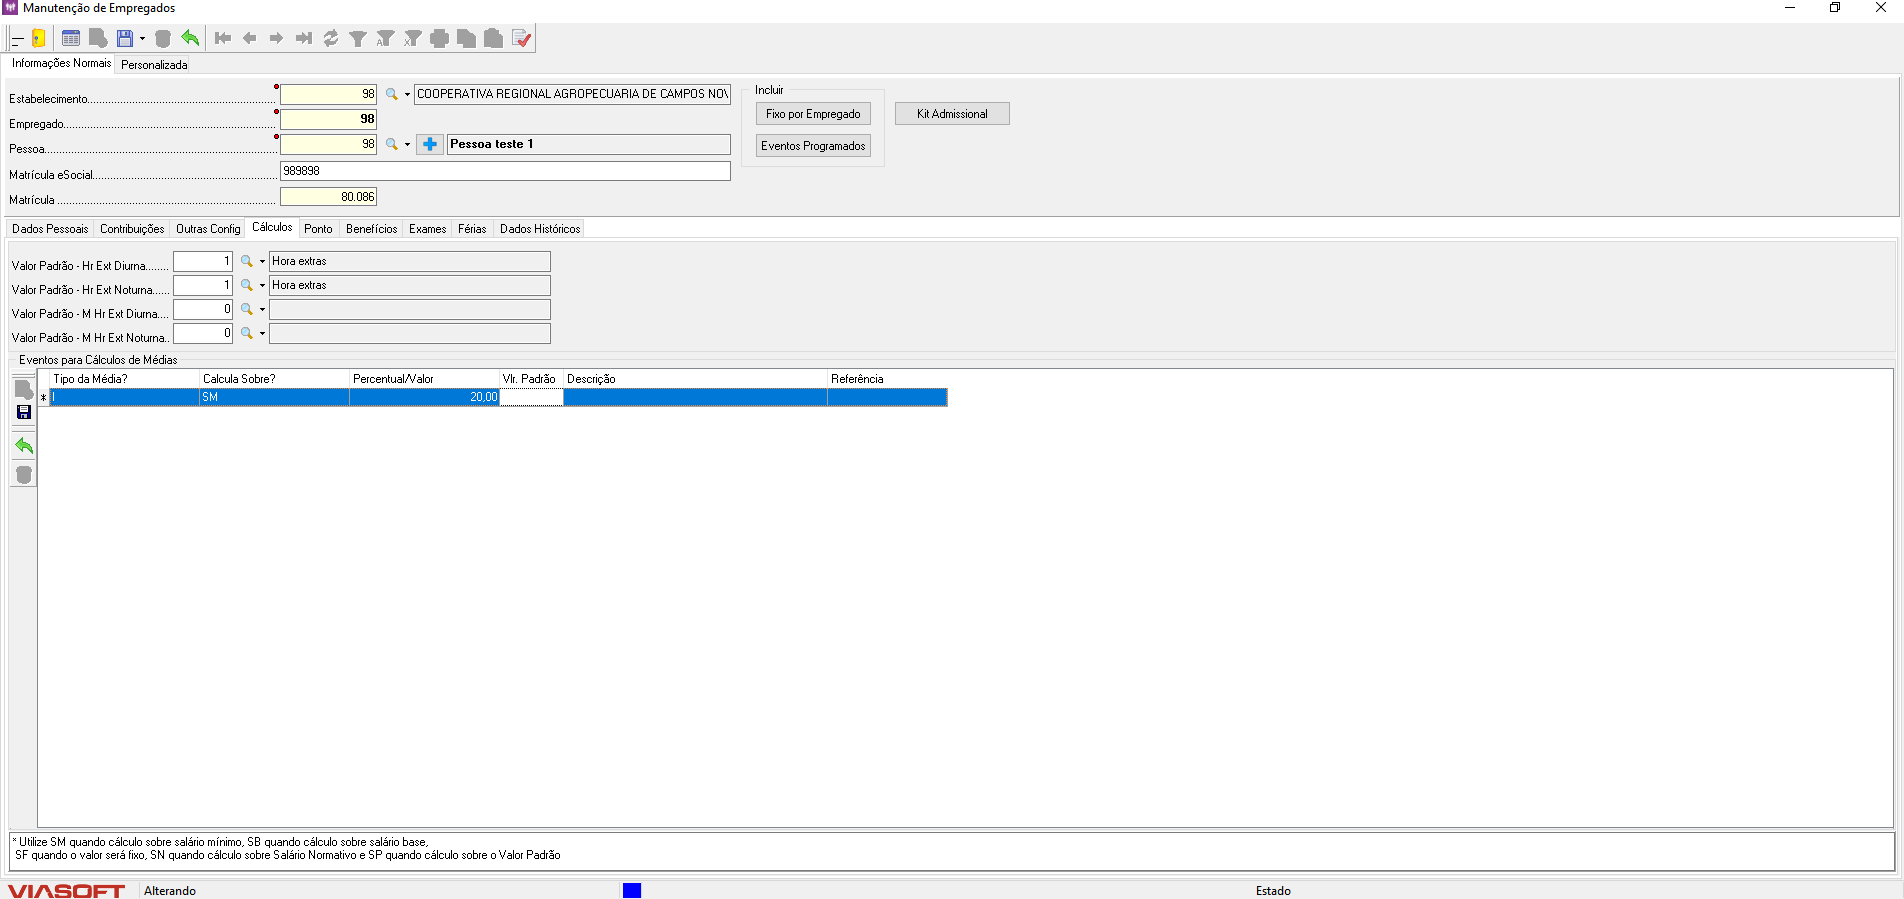 Manutenção de Empregados
Informações Normais Personalizada
Estabelecimento 98 COOPERATIVA REGIONAL AGROPECUARIA DE CAMPOS NOV
Incluir
Empregado 98 Fixo por Empregado Kit Admissional
Pessoa 98 Pessoa teste 1 Eventos Programados
Matrícula eSocial 989898
Matrícula 80.086
Dados Pessoais Contribuições Outras Config Cálculos Ponto Benefícios Exames Férias Dados Históricos
Valor Padrão - Hr Ext Diurna........ 1 Hora extras
Valor Padrão - Hr Ext Noturna...... 1 Hora extras
Valor Padrão - M Hr Ext Diurna.... 0
Valor Padrão - M Hr Ext Noturna.. 0
Eventos para Cálculos de Médias
Tipo da Média? Calcula Sobre? Percentual/Valor Vlr. Padrão Descrição Referência
* SM 20,00
* Utilize SM quando cálculo sobre salário mínimo, SB quando cálculo sobre salário base,
SF quando o valor será fixo, SN quando cálculo sobre Salário Normativo e SP quando cálculo sobre o Valor Padrão
VIASOFT Alterando Estado